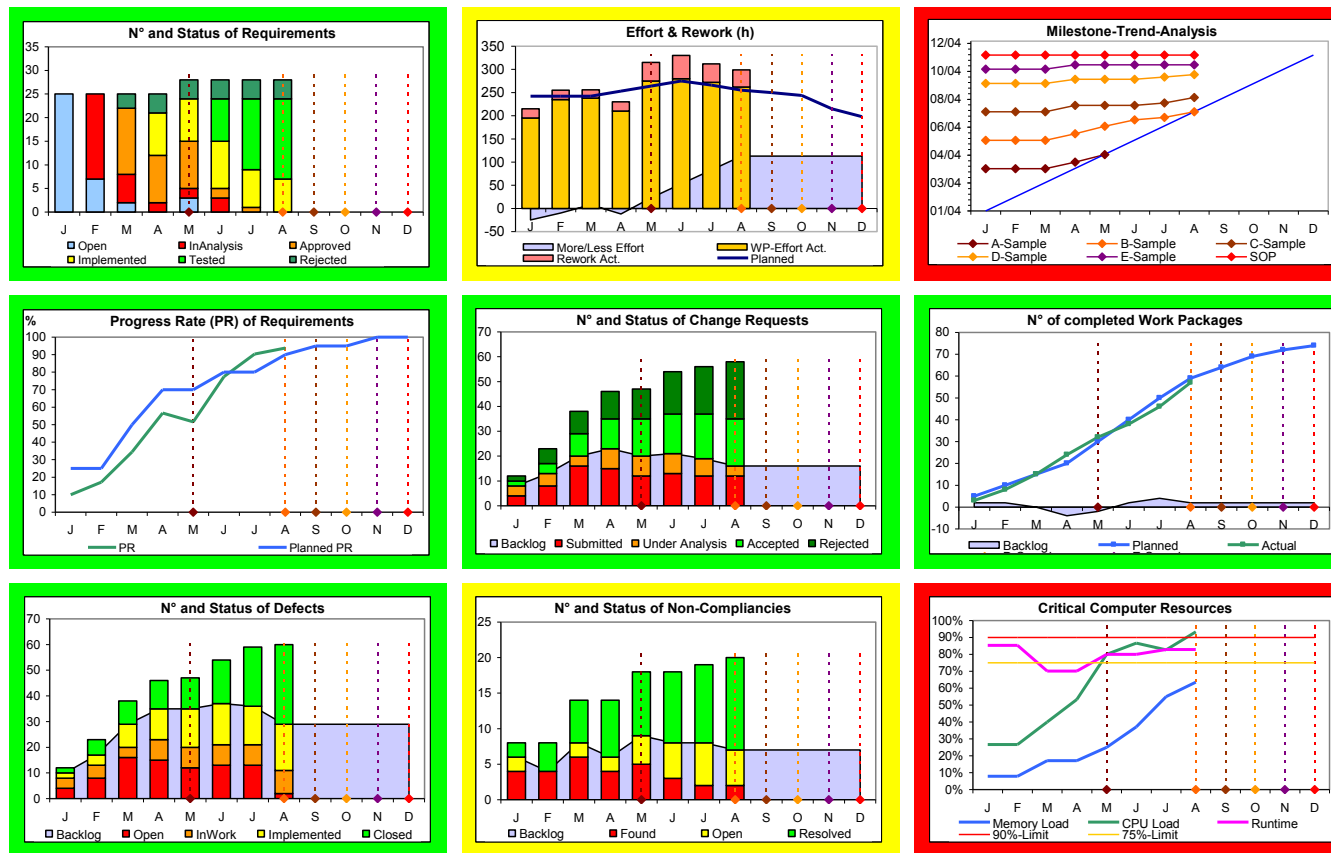 N° and Status of Requirements
35
30
25
20
15
10
5
0
J F M A M J J A S O N D
Open InAnalysis Approved
Implemented Tested Rejected
Effort & Rework (h)
350
300
250
200
150
100
50
0
-50
J F M A M J J A S O N D
More/Less Effort WP-Effort Act.
Rework Act. Planned
Milestone-Trend-Analysis
12/04
10/04
08/04
06/04
04/04
03/04
01/04
J F M A M J J A S O N D
A-Sample B-Sample C-Sample
D-Sample E-Sample SOP
% Progress Rate (PR) of Requirements
100
90
80
70
60
50
40
30
20
10
0
J F M A M J J A S O N D
PR Planned PR
N° and Status of Change Requests
70
60
50
40
30
20
10
0
J F M A M J J A S O N D
Backlog Submitted Under Analysis Accepted Rejected
N° of completed Work Packages
80
70
60
50
40
30
20
10
0
-10
J F M A M J J A S O N D
Backlog Planned Actual
N° and Status of Defects
70
60
50
40
30
20
10
0
J F M A M J J A S O N D
Backlog Open InWork Implemented Closed
N° and Status of Non-Compliancies
25
20
15
10
5
0
J F M A M J J A S O N D
Backlog Found Open Resolved
Critical Computer Resources
100%
90%
80%
70%
60%
50%
40%
30%
20%
10%
0%
J F M A M J J A S O N D
Memory Load CPU Load Runtime
90%-Limit 75%-Limit